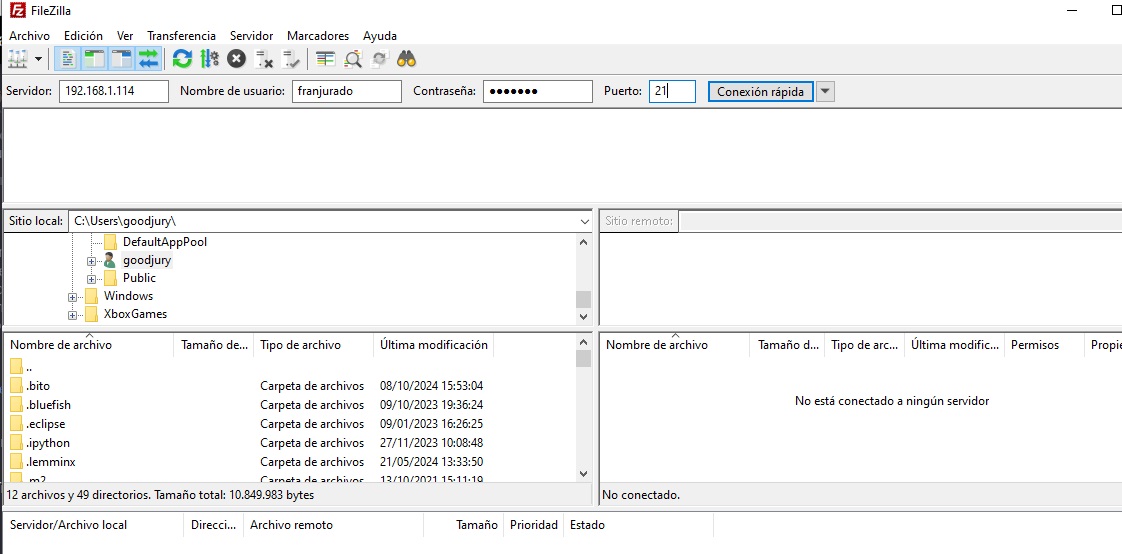 FileZilla
Archivo Edición Ver Transferencia Servidor Marcadores Ayuda
Servidor: 192.168.1.114 Nombre de usuario: franjurado Contraseña: ●●●●●●● Puerto: 21 Conexión rápida
Sitio local: C:\Users\goodjury\ Sitio remoto:
DefaultAppPool
goodjury
Public
Windows
XboxGames
Nombre de archivo Tamaño de... Tipo de archivo Última modificación
..
.bito Carpeta de archivos 08/10/2024 15:53:04
.bluefish Carpeta de archivos 09/10/2023 19:36:24
.eclipse Carpeta de archivos 09/01/2023 16:26:25
.ipython Carpeta de archivos 27/11/2023 10:08:48
.lemminx Carpeta de archivos 21/05/2024 13:33:50
.m2 Carpeta de archivos 13/10/2021 15:11:19
12 archivos y 49 directorios. Tamaño total: 10.849.983 bytes
Nombre de archivo Tamaño d... Tipo de arc... Última modific... Permisos Propie
No está conectado a ningún servidor
No conectado.
Servidor/Archivo local Direcci... Archivo remoto Tamaño Prioridad Estado